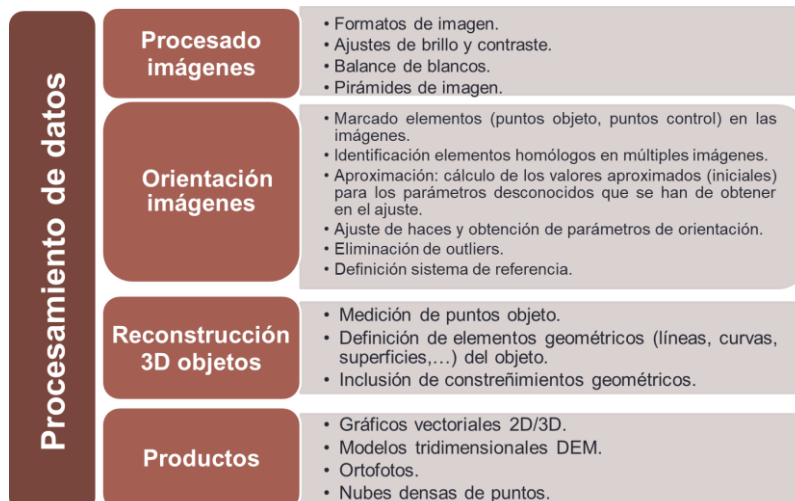 Procesamiento de datos
Procesado
imágenes
• Formatos de imagen.
• Ajustes de brillo y contraste.
• Balance de blancos.
• Pirámides de imagen.
Orientación
imágenes
• Marcado elementos (puntos objeto, puntos control) en las
imágenes.
• Identificación elementos homólogos en múltiples imágenes.
• Aproximación: cálculo de los valores aproximados (iniciales)
para los parámetros desconocidos que se han de obtener
en el ajuste.
• Ajuste de haces y obtención de parámetros de orientación.
• Eliminación de outliers.
• Definición sistema de referencia.
Reconstrucción
3D objetos
• Medición de puntos objeto.
• Definición de elementos geométricos (líneas, curvas,
superficies,…) del objeto.
• Inclusión de constreñimientos geométricos.
Productos
• Gráficos vectoriales 2D/3D.
• Modelos tridimensionales DEM.
• Ortofotos.
• Nubes densas de puntos.